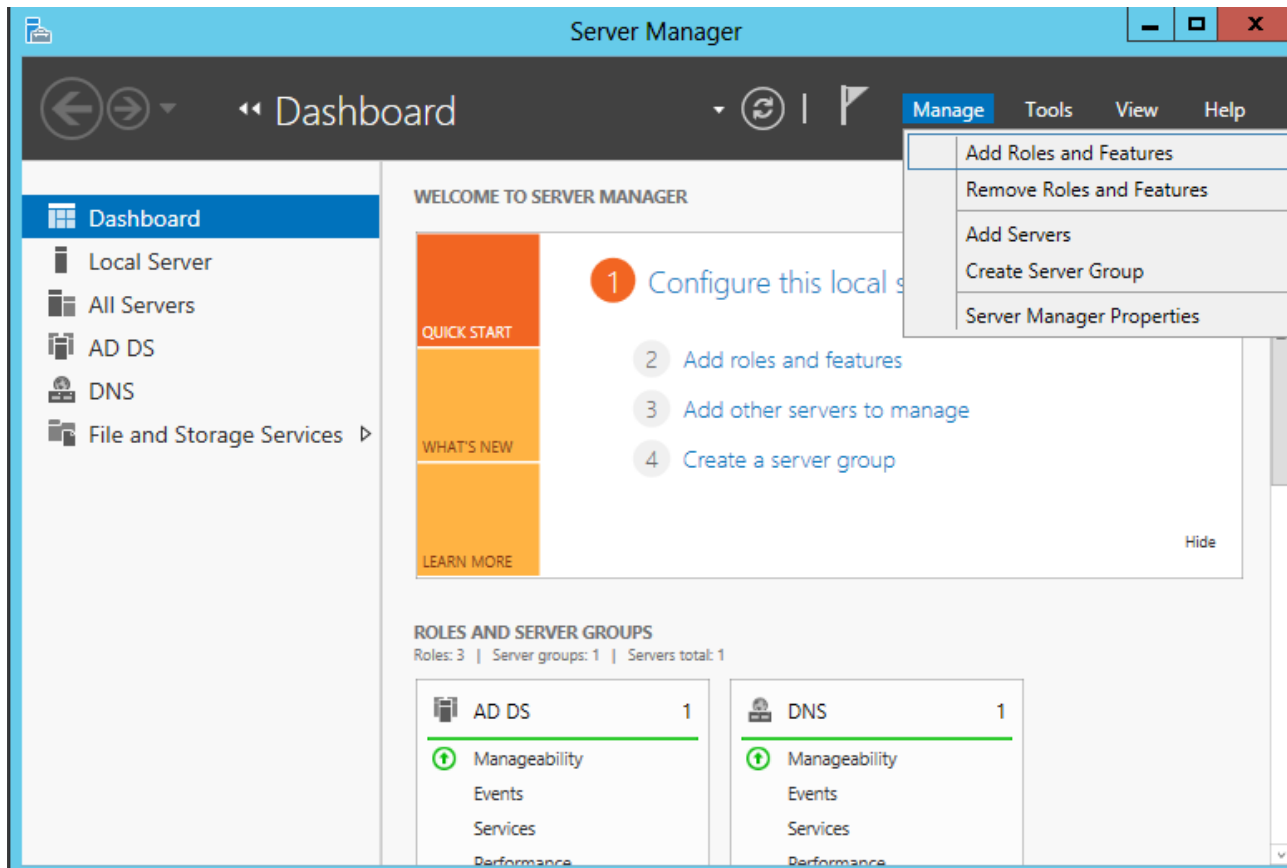 Server Manager
Dashboard
Manage Tools View Help
Add Roles and Features
Remove Roles and Features
Add Servers
Create Server Group
Server Manager Properties
Dashboard
Local Server
All Servers
AD DS
DNS
File and Storage Services
WELCOME TO SERVER MANAGER
QUICK START
WHAT'S NEW
LEARN MORE
1 Configure this local
2 Add roles and features
3 Add other servers to manage
4 Create a server group
Hide
ROLES AND SERVER GROUPS
Roles: 3 | Server groups: 1 | Servers total: 1
AD DS 1
Manageability
Events
Services
Performance
DNS 1
Manageability
Events
Services
Performance